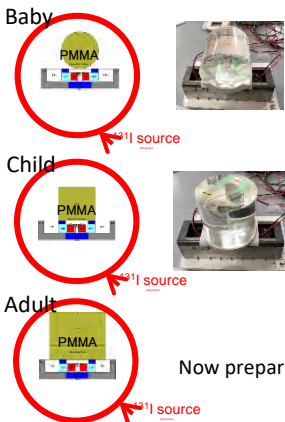 Baby
PMMA
131I source
Child
PMMA
131I source
Adult
PMMA
Now prepar
131I source